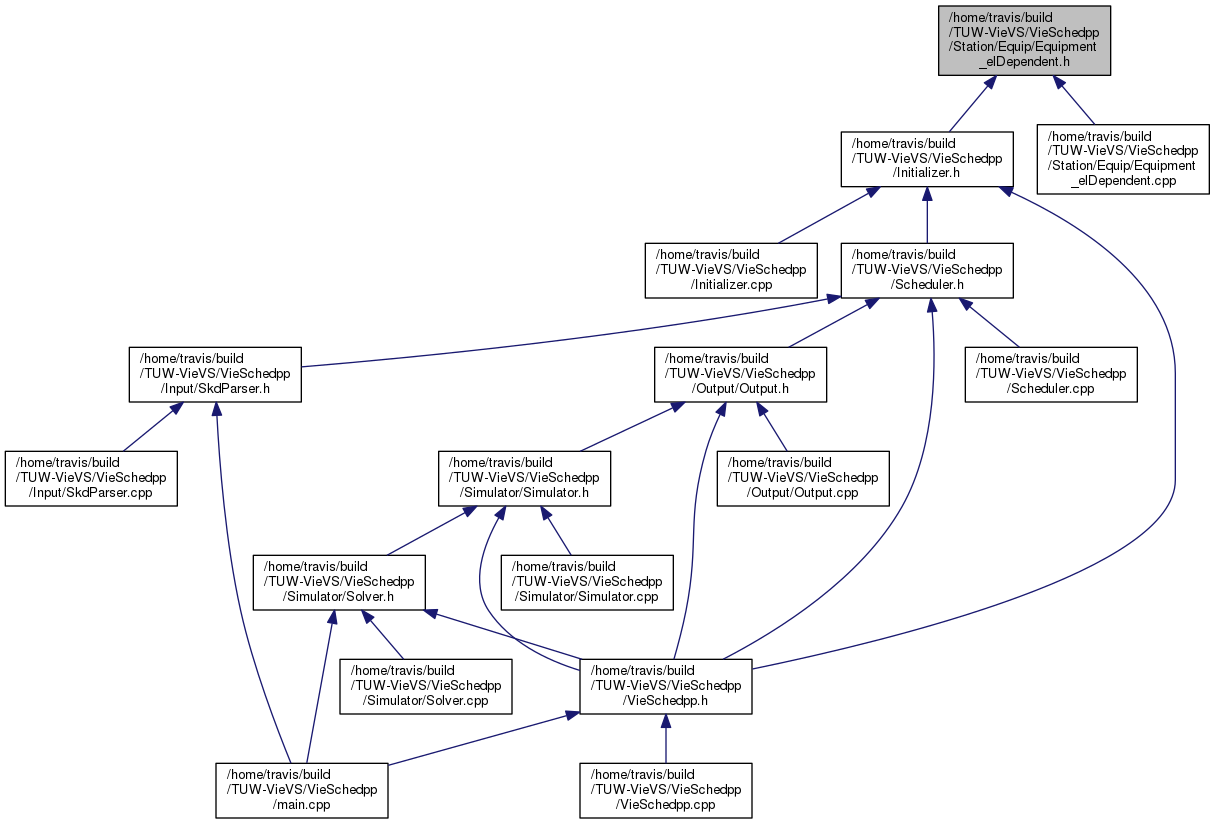 /home/travis/build
/TUW-VieVS/VieSchedpp
/Station/Equip/Equipment
_elDependent.h
/home/travis/build
/TUW-VieVS/VieSchedpp
/Initializer.h
/home/travis/build
/TUW-VieVS/VieSchedpp
/Station/Equip/Equipment
_elDependent.cpp
/home/travis/build
/TUW-VieVS/VieSchedpp
/Initializer.cpp
/home/travis/build
/TUW-VieVS/VieSchedpp
/Scheduler.h
/home/travis/build
/TUW-VieVS/VieSchedpp
/Input/SkdParser.h
/home/travis/build
/TUW-VieVS/VieSchedpp
/Output/Output.h
/home/travis/build
/TUW-VieVS/VieSchedpp
/Scheduler.cpp
/home/travis/build
/TUW-VieVS/VieSchedpp
/Input/SkdParser.cpp
/home/travis/build
/TUW-VieVS/VieSchedpp
/Simulator/Simulator.h
/home/travis/build
/TUW-VieVS/VieSchedpp
/Output/Output.cpp
/home/travis/build
/TUW-VieVS/VieSchedpp
/Simulator/Solver.h
/home/travis/build
/TUW-VieVS/VieSchedpp
/Simulator/Simulator.cpp
/home/travis/build
/TUW-VieVS/VieSchedpp
/Simulator/Solver.cpp
/home/travis/build
/TUW-VieVS/VieSchedpp
/VieSchedpp.h
/home/travis/build
/TUW-VieVS/VieSchedpp
/main.cpp
/home/travis/build
/TUW-VieVS/VieSchedpp
/VieSchedpp.cpp